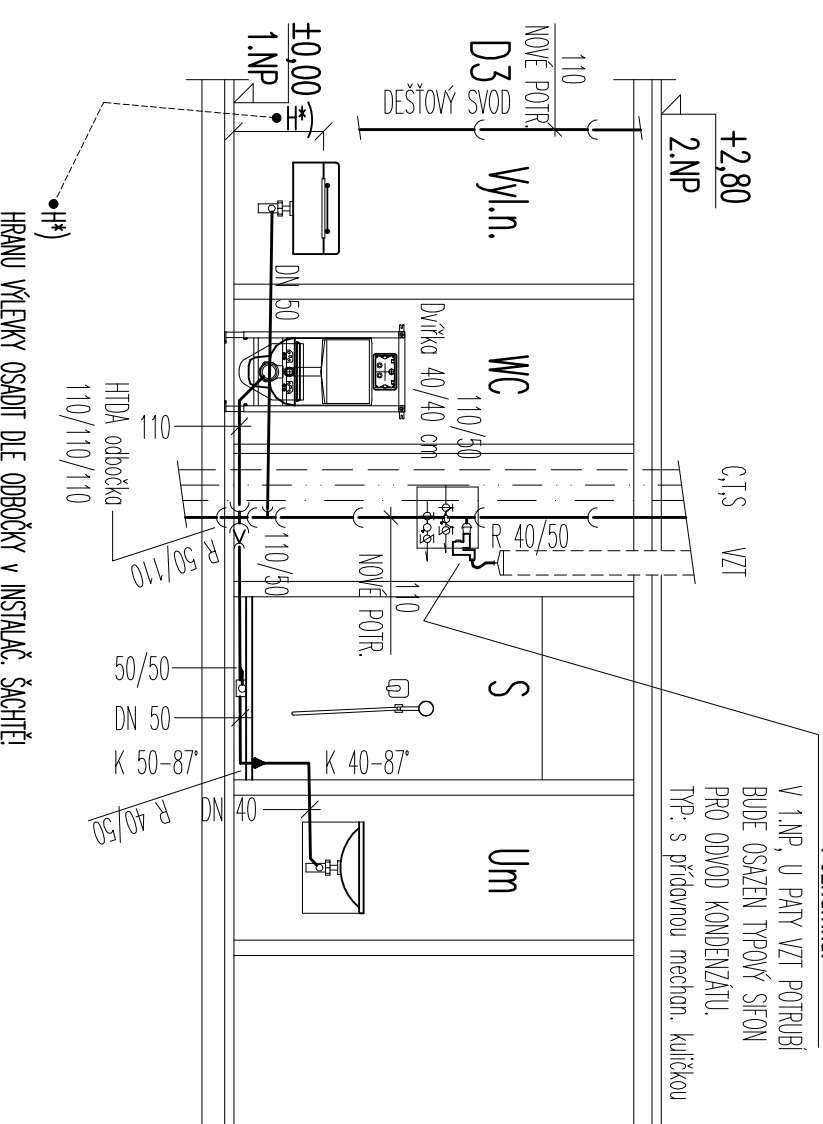 ±0,00
1.NP
H*)
H*)
D3
110
NOVÉ POTR.
DEŠŤOVÝ SVOD
+2,80
2.NP
Vyl.n.
DN 50
WC
Dvířka 40/40 cm
110/50
110
HTDA odbočka
110/110/110
C,T,S VZT
R 40/50
R 50/110
110/50
110
NOVÉ POTR.
S
50/50
DN 50
K 50-87°
K 40-87°
R 40/50
DN 40
Um
V 1.NP, U PATY VZT POTRUBÍ
BUDE OSAZEN TYPOVÝ SIFON
PRO ODVOD KONDENZÁTU.
TYP: s přídavnou mechan. kuličkou
HRANU VÝLEVKY OSADIT DLE ODBOČKY v INSTALAČ. ŠACHTĚ!